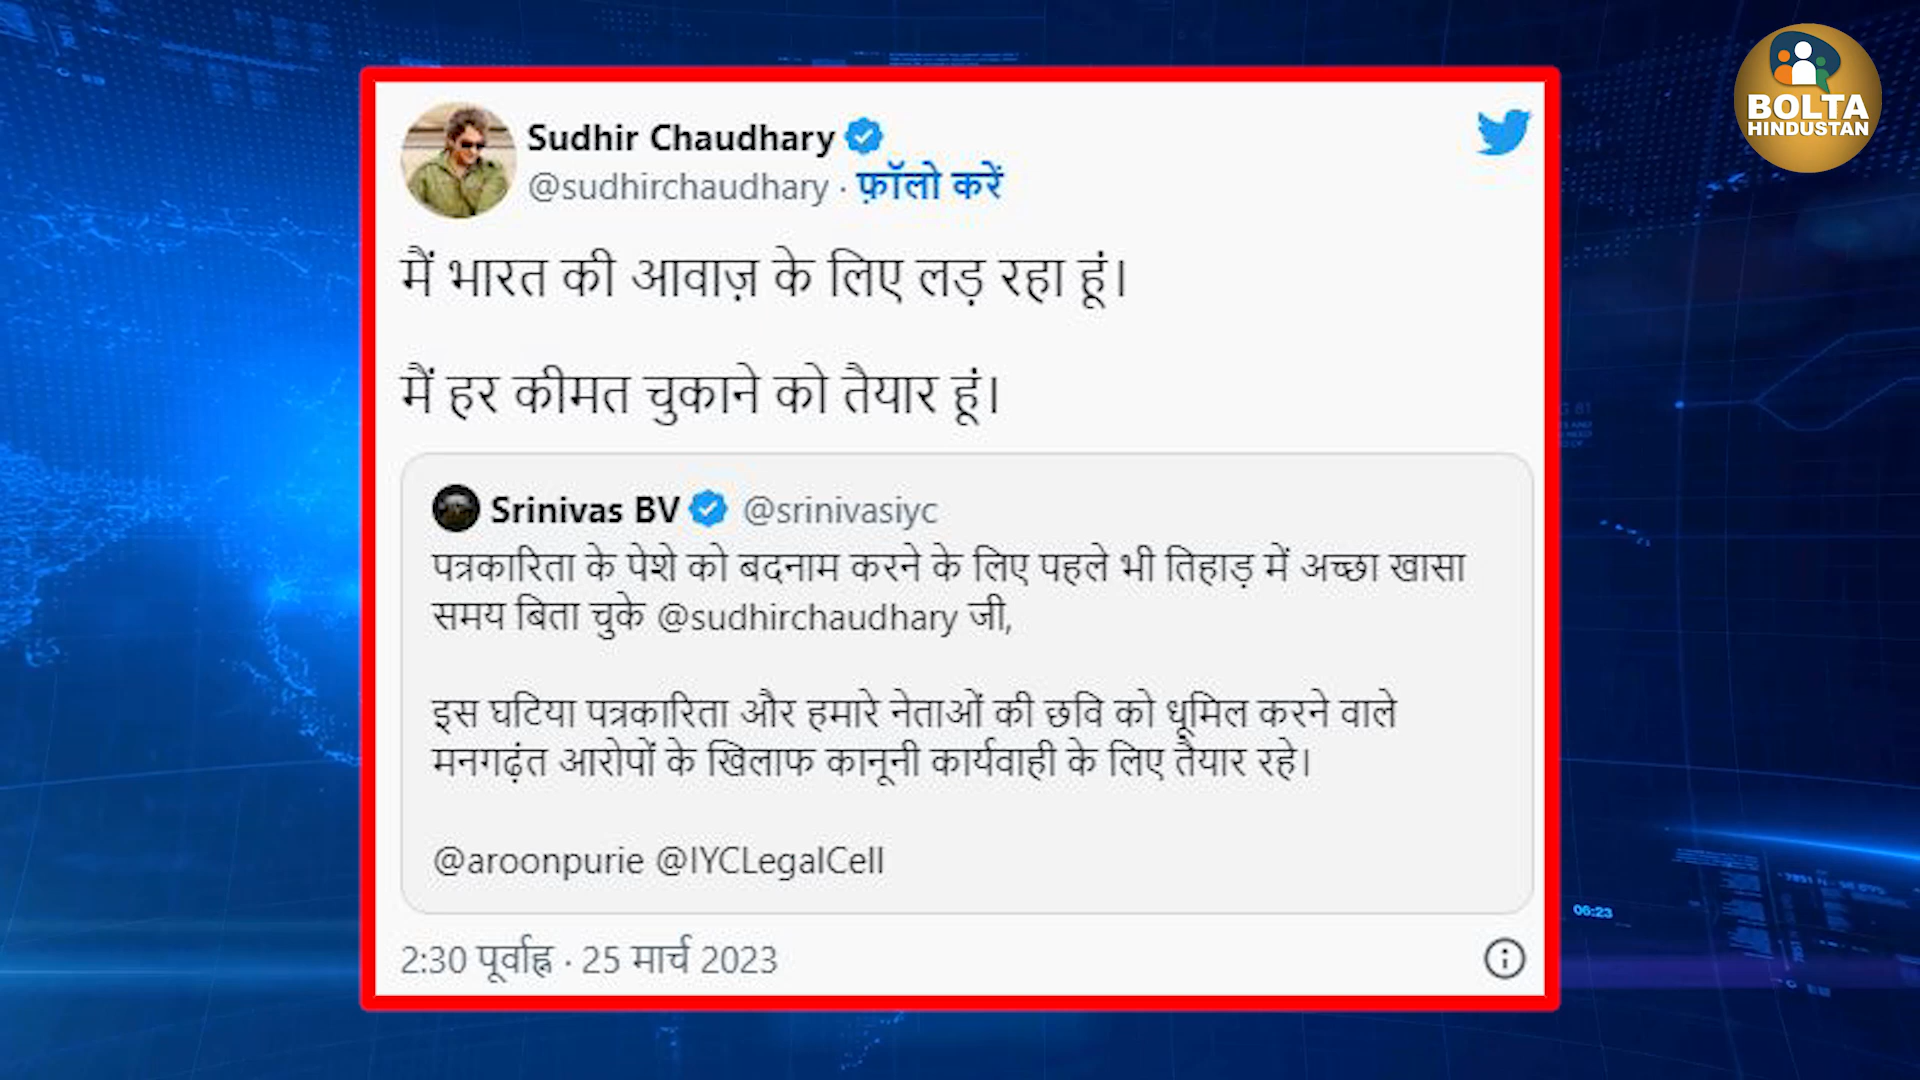 BOLTA
HINDUSTAN
Sudhir Chaudhary
@sudhirchaudhary · फ़ॉलो करें
मैं भारत की आवाज़ के लिए लड़ रहा हूं।
मैं हर कीमत चुकाने को तैयार हूं।
Srinivas BV @srinivasiyc
पत्रकारिता के पेशे को बदनाम करने के लिए पहले भी तिहाड़ में अच्छा खासा
समय बिता चुके @sudhirchaudhary जी,
इस घटिया पत्रकारिता और हमारे नेताओं की छवि को धूमिल करने वाले
मनगढ़ंत आरोपों के खिलाफ कानूनी कार्यवाही के लिए तैयार रहे।
@aroonpurie @IYCLegalCell
2:30 पूर्वाह्न · 25 मार्च 2023
06:23